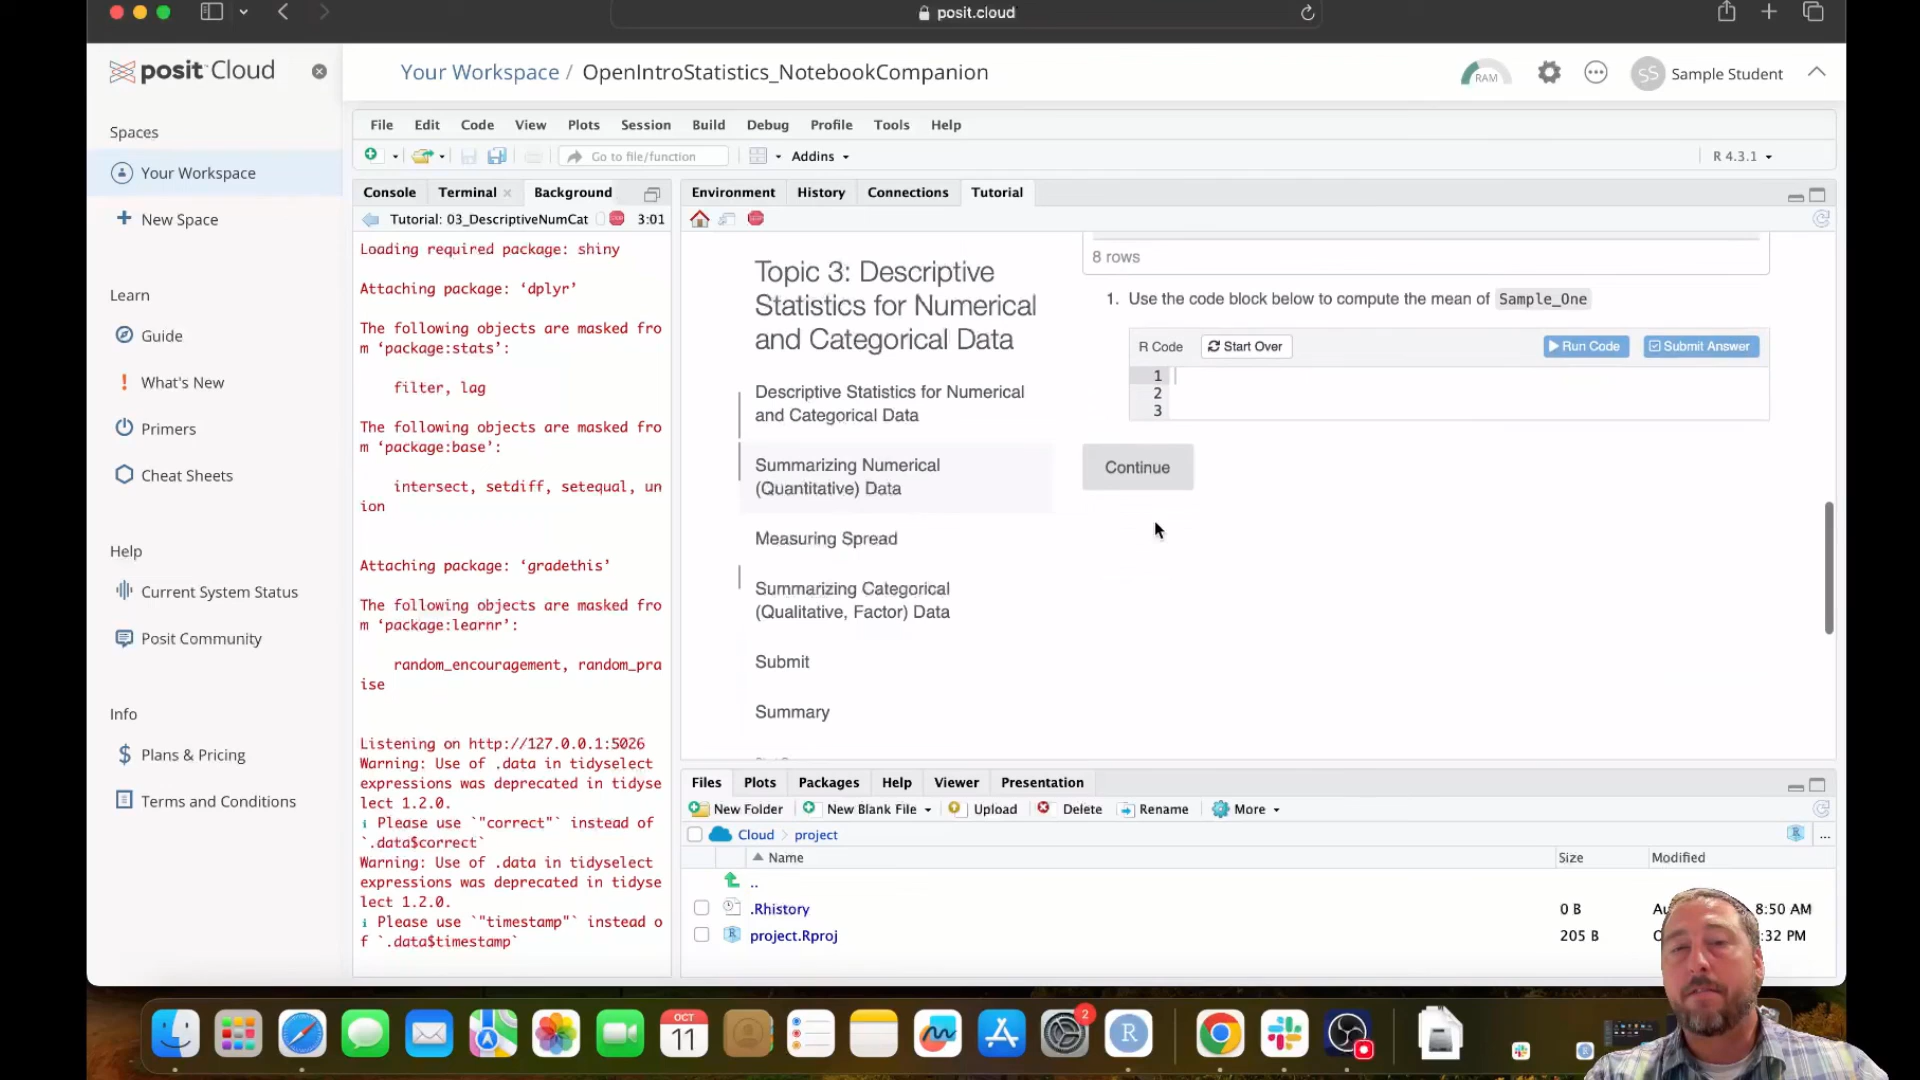 posit.cloud
posit Cloud
Your Workspace / OpenIntroStatistics_NotebookCompanion
RAM
SS Sample Student
Spaces
Your Workspace
New Space
Learn
Guide
What's New
Primers
Cheat Sheets
Help
Current System Status
Posit Community
Info
Plans & Pricing
Terms and Conditions
File Edit Code View Plots Session Build Debug Profile Tools Help
Go to file/function
Addins
R 4.3.1
Console Terminal Background
Tutorial: 03_DescriptiveNumCat 3:01
Loading required package: shiny
Attaching package: ‘dplyr’
The following objects are masked fro
m ‘package:stats’:
filter, lag
The following objects are masked fro
m ‘package:base’:
intersect, setdiff, setequal, un
ion
Attaching package: ‘gradethis’
The following objects are masked fro
m ‘package:learnr’:
random_encouragement, random_pra
ise
Listening on http://127.0.0.1:5026
Warning: Use of .data in tidyselect
expressions was deprecated in tidyse
lect 1.2.0.
i Please use `"correct"` instead of
`.data$correct`
Warning: Use of .data in tidyselect
expressions was deprecated in tidyse
lect 1.2.0.
i Please use `"timestamp"` instead o
f `.data$timestamp`
Environment History Connections Tutorial
Topic 3: Descriptive
Statistics for Numerical
and Categorical Data
Descriptive Statistics for Numerical
and Categorical Data
Summarizing Numerical
(Quantitative) Data
Measuring Spread
Summarizing Categorical
(Qualitative, Factor) Data
Submit
Summary
8 rows
1. Use the code block below to compute the mean of Sample_One
R Code Start Over Run Code Submit Answer
1
2
3
Continue
Files Plots Packages Help Viewer Presentation
New Folder New Blank File Upload Delete Rename More
Cloud project
...
Name Size Modified
..
.Rhistory 0 B 8:50 AM
project.Rproj 205 B :32 PM
OCT
11
2